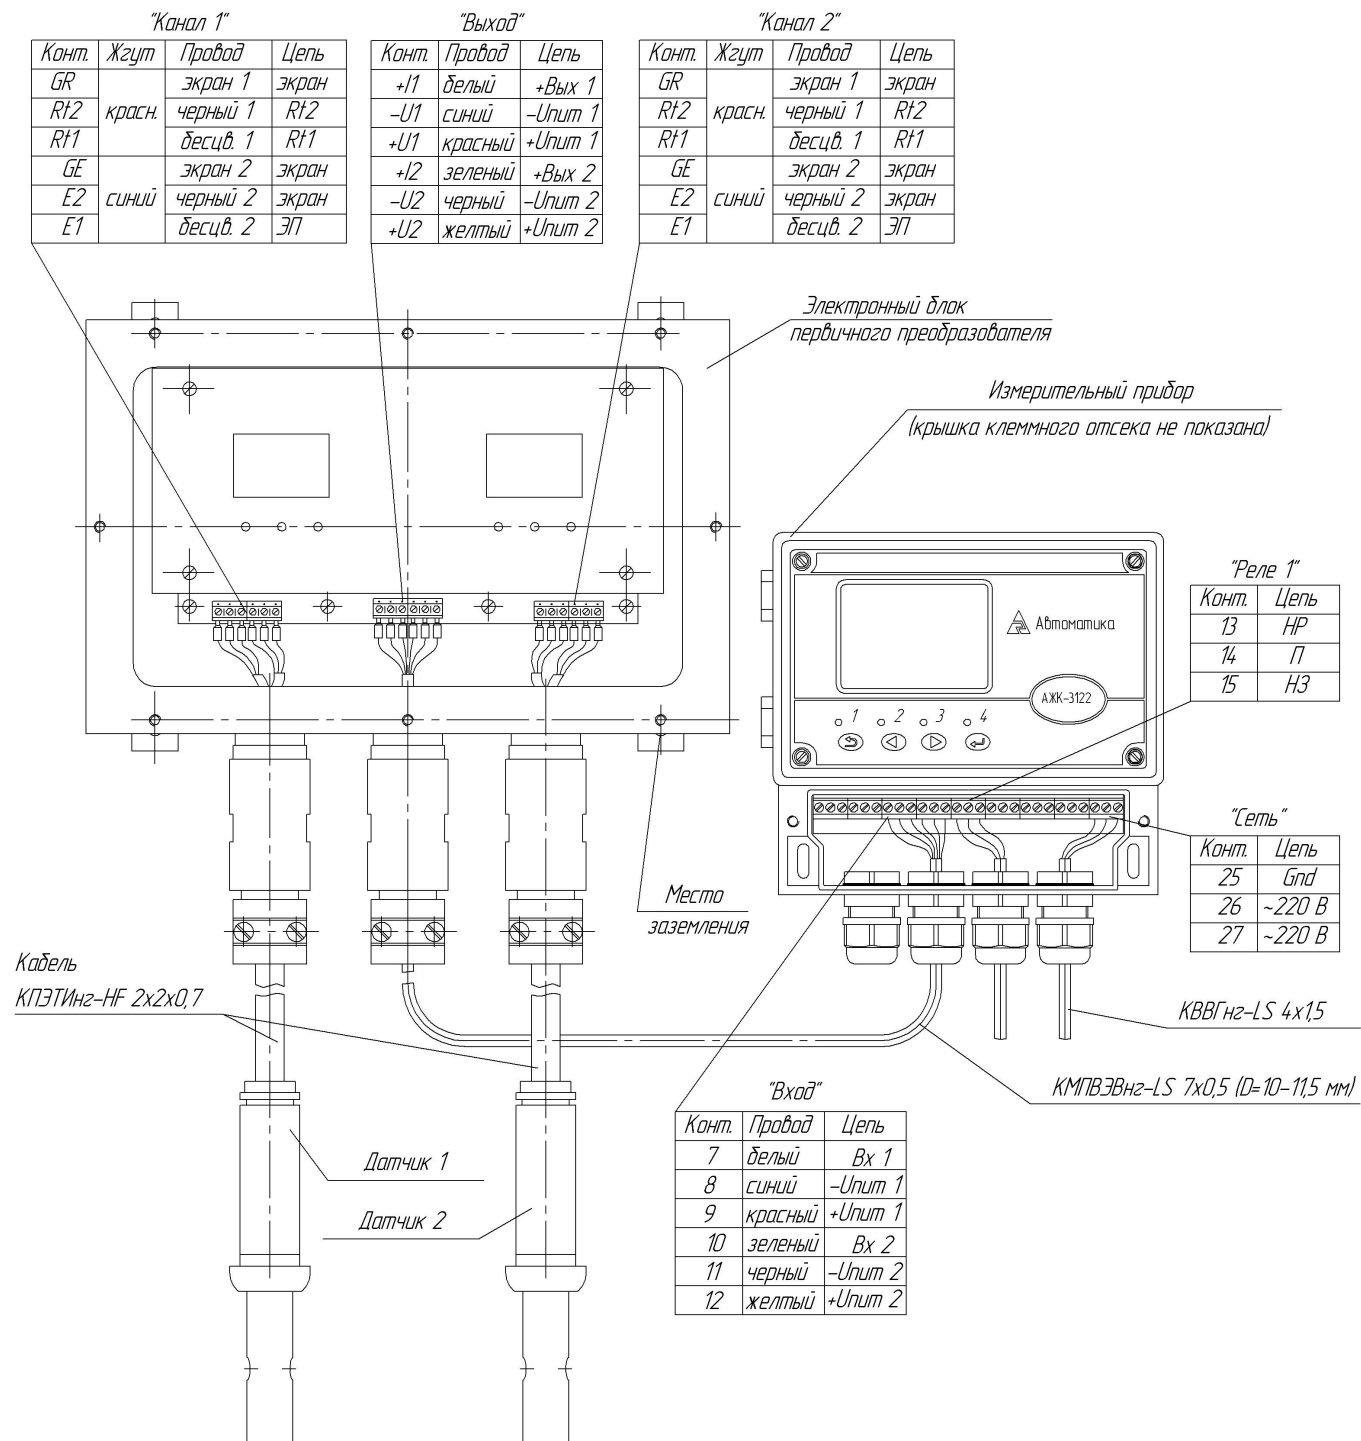 "Канал 1"
Конт. Жгут Провод Цепь
GR экран 1 экран
Rt2 красн. черный 1 Rt2
Rt1 бесцв. 1 Rt1
GE экран 2 экран
E2 синий черный 2 экран
E1 бесцв. 2 ЭП
"Выход"
Конт. Провод Цепь
+I1 белый +Вых 1
–U1 синий –Uпит 1
+U1 красный +Uпит 1
+I2 зеленый +Вых 2
–U2 черный –Uпит 2
+U2 желтый +Uпит 2
"Канал 2"
Конт. Жгут Провод Цепь
GR экран 1 экран
Rt2 красн. черный 1 Rt2
Rt1 бесцв. 1 Rt1
GE экран 2 экран
E2 синий черный 2 экран
E1 бесцв. 2 ЭП
Электронный блок
первичного преобразователя
Измерительный прибор
(крышка клеммного отсека не показана)
Автоматика
АЖК–3122
1 2 3 4
"Реле 1"
Конт. Цепь
13 НР
14 П
15 НЗ
"Сеть"
Конт. Цепь
25 Gnd
26 ~220 В
27 ~220 В
Место
заземления
Кабель
КПЭТИнг–HF 2х2х0,7
КВВГнг–LS 4х1,5
КМПВЭВнг–LS 7х0,5 (D=10–11,5 мм)
"Вход"
Конт. Провод Цепь
7 белый Вх 1
8 синий –Uпит 1
9 красный +Uпит 1
10 зеленый Вх 2
11 черный –Uпит 2
12 желтый +Uпит 2
Датчик 1
Датчик 2